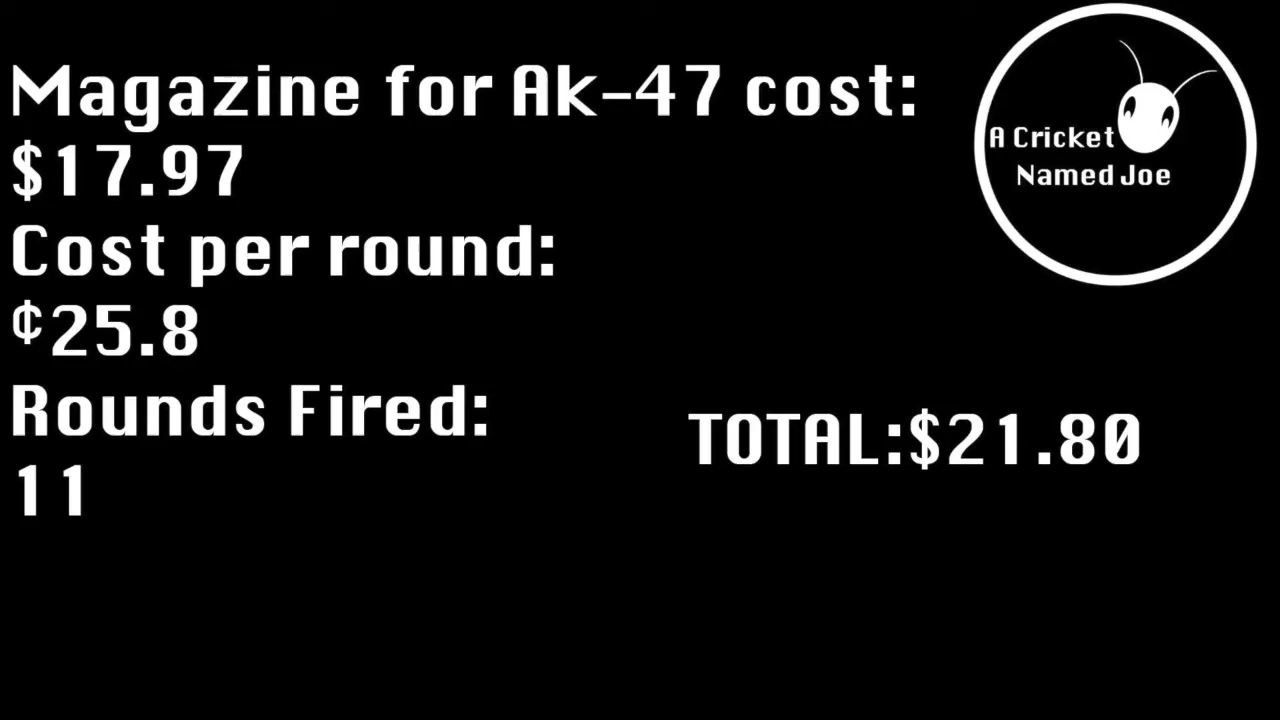 Magazine for Ak-47 cost:
$17.97
Cost per round:
¢25.8
Rounds Fired:
11
TOTAL:$21.80
A Cricket
Named Joe